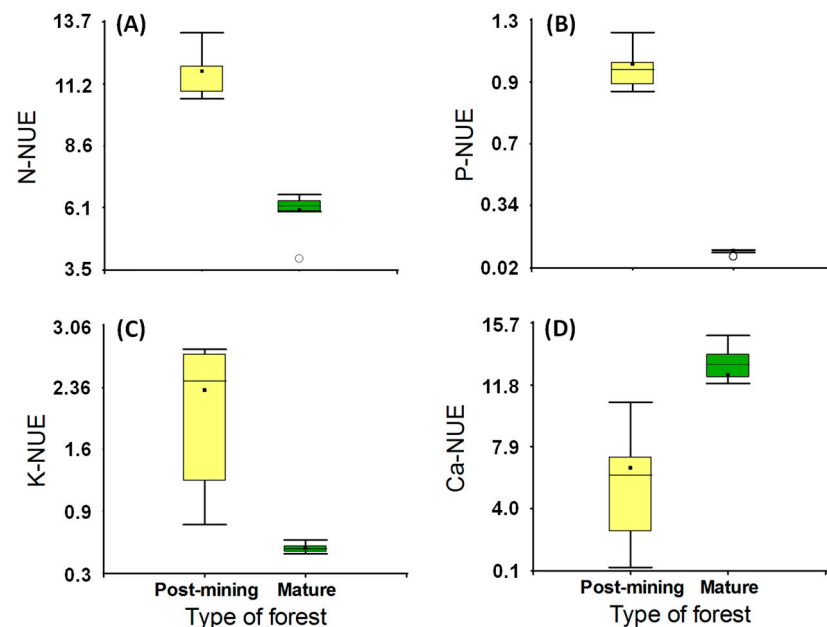 (A)
N-NUE
13.7
11.2
8.6
6.1
3.5
(B)
P-NUE
1.3
0.9
0.7
0.34
0.02
(C)
K-NUE
3.06
2.36
1.6
0.9
0.3
Post-mining Mature
Type of forest
(D)
Ca-NUE
15.7
11.8
7.9
4.0
0.1
Post-mining Mature
Type of forest